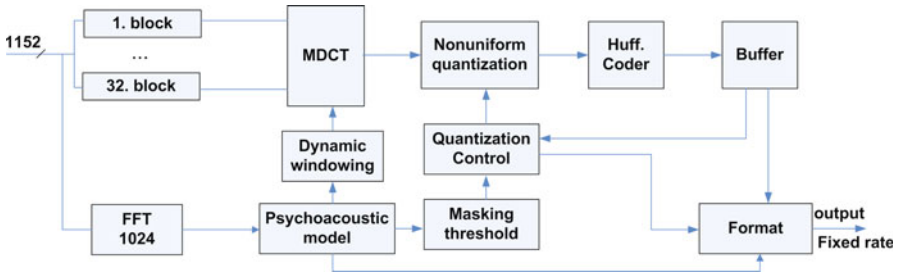 1152
1. block
...
32. block
MDCT
Nonuniform
quantization
Huff.
Coder
Buffer
Dynamic
windowing
Quantization
Control
FFT
1024
Psychoacoustic
model
Masking
threshold
Format
output
Fixed rate